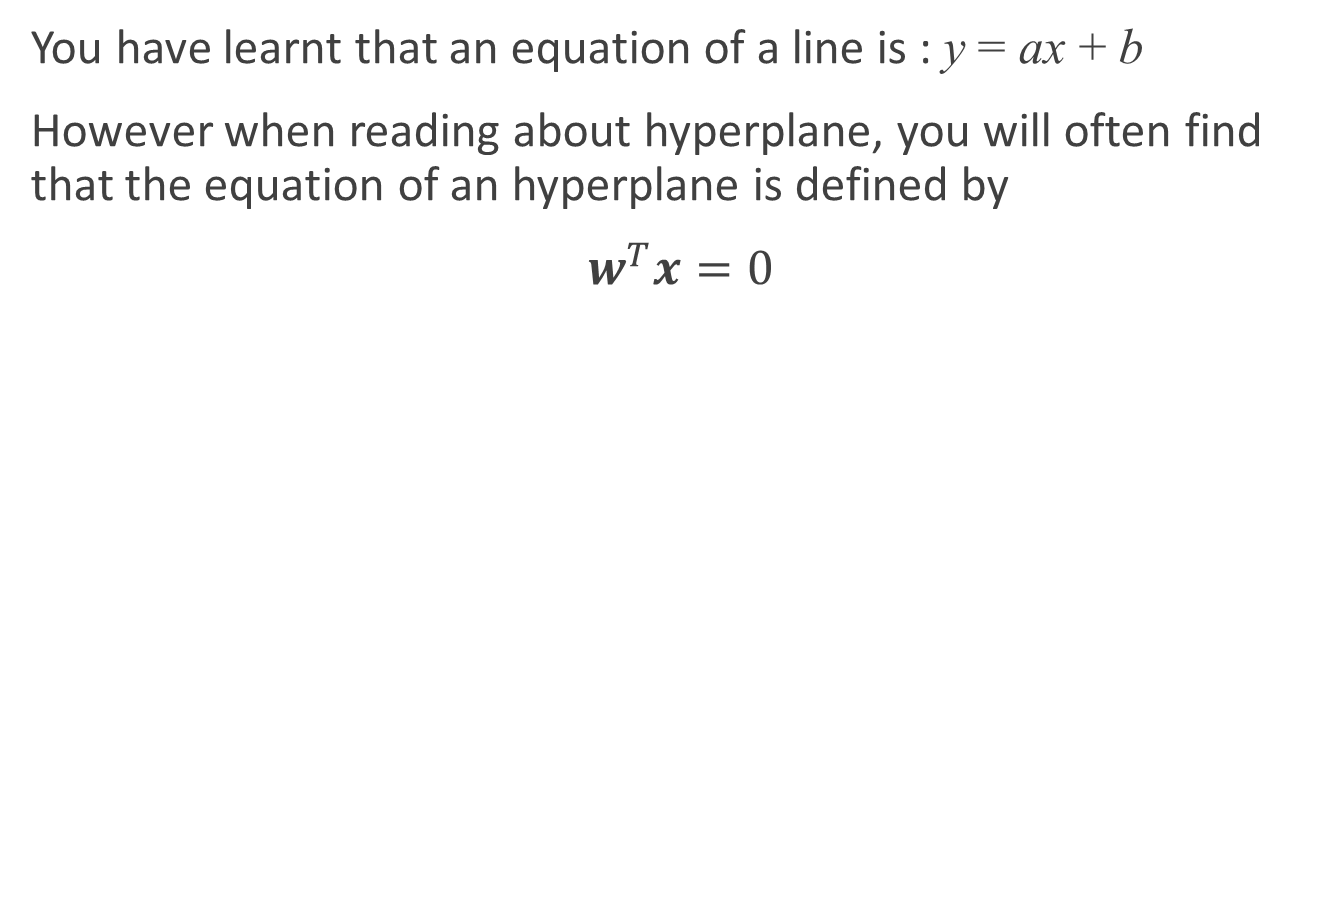 You have learnt that an equation of a line is : y = ax + b
However when reading about hyperplane, you will often find
that the equation of an hyperplane is defined by
𝒘ᵀ𝒙 = 0